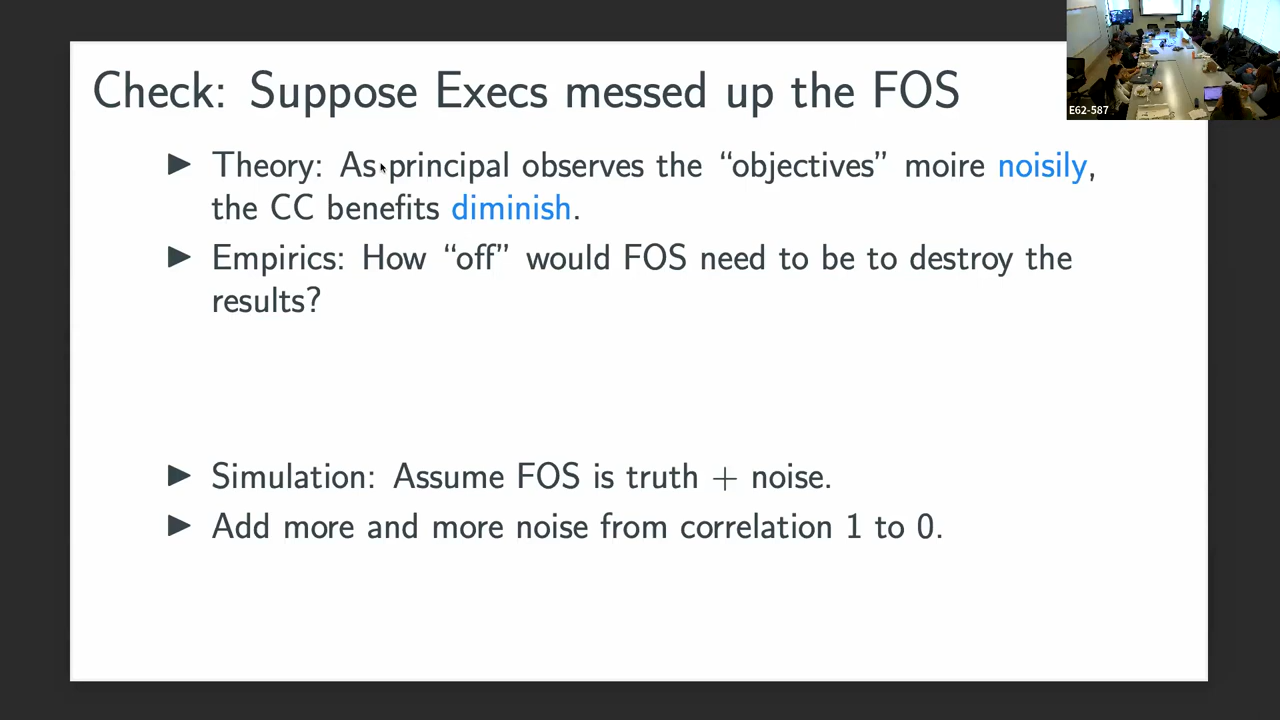 Check: Suppose Execs messed up the FOS
▶ Theory: As principal observes the “objectives” moire noisily,
the CC benefits diminish.
▶ Empirics: How “off” would FOS need to be to destroy the
results?
▶ Simulation: Assume FOS is truth + noise.
▶ Add more and more noise from correlation 1 to 0.
E62-587